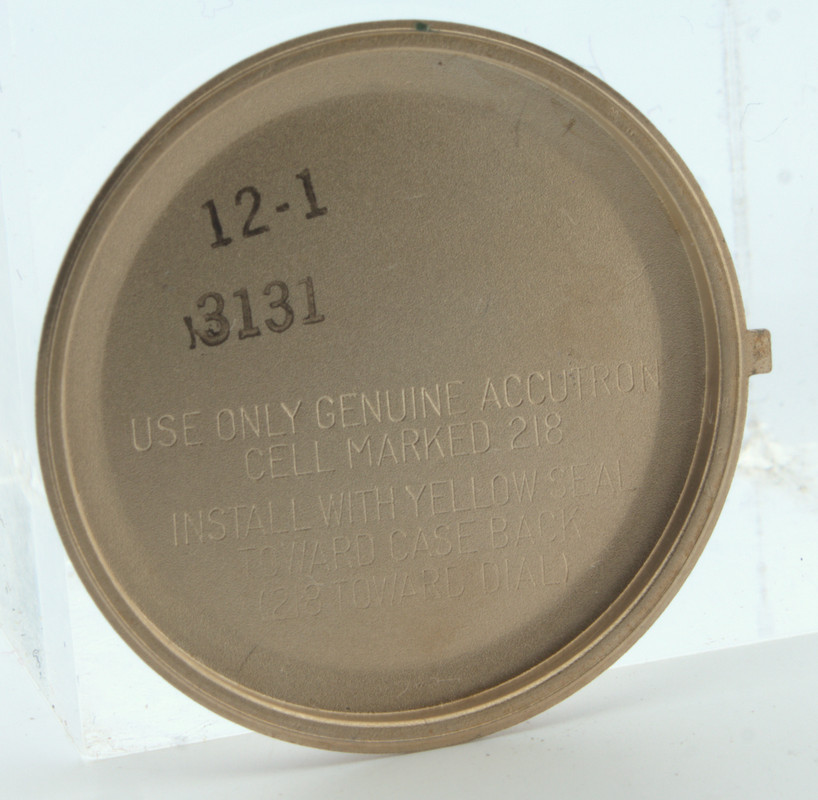 12-1
3131
USE ONLY GENUINE ACCUTRON
CELL MARKED 218
INSTALL WITH YELLOW SEAL
TOWARD CASE BACK
(218 TOWARD DIAL)